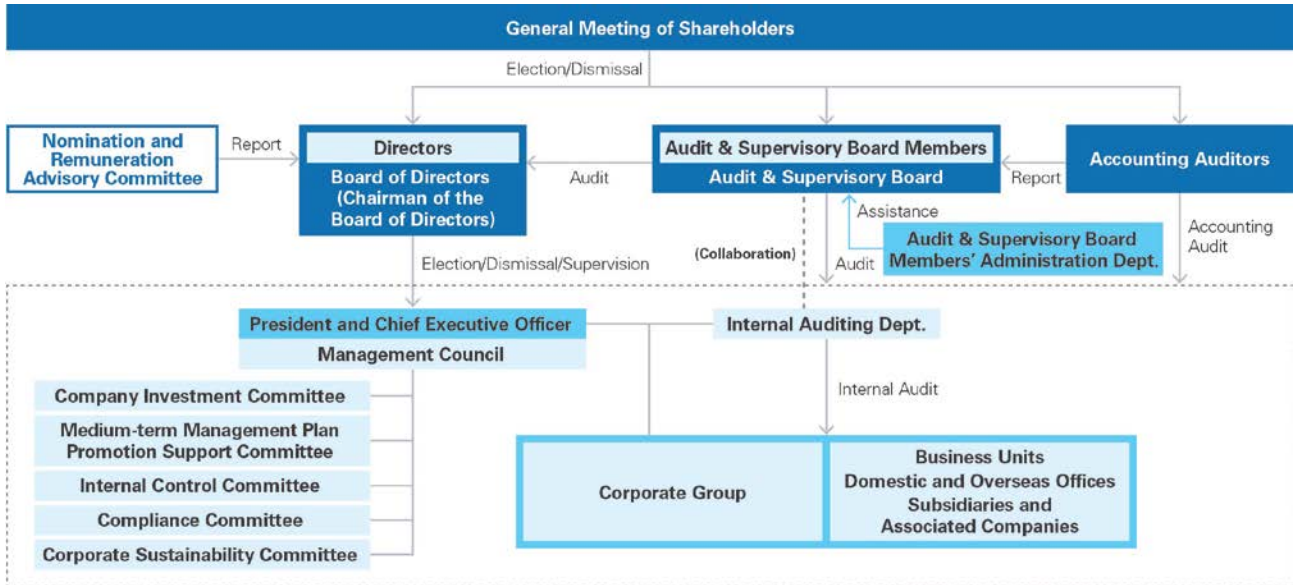 General Meeting of Shareholders
Election/Dismissal
Nomination and
Remuneration
Advisory Committee
Report
Directors
Board of Directors
(Chairman of the
Board of Directors)
Audit
Audit & Supervisory Board Members
Audit & Supervisory Board
Report
Accounting Auditors
Assistance
Audit & Supervisory Board
Members' Administration Dept.
Accounting
Audit
Election/Dismissal/Supervision
(Collaboration)
Audit
President and Chief Executive Officer
Management Council
Internal Auditing Dept.
Internal Audit
Company Investment Committee
Medium-term Management Plan
Promotion Support Committee
Internal Control Committee
Compliance Committee
Corporate Sustainability Committee
Corporate Group
Business Units
Domestic and Overseas Offices
Subsidiaries and
Associated Companies